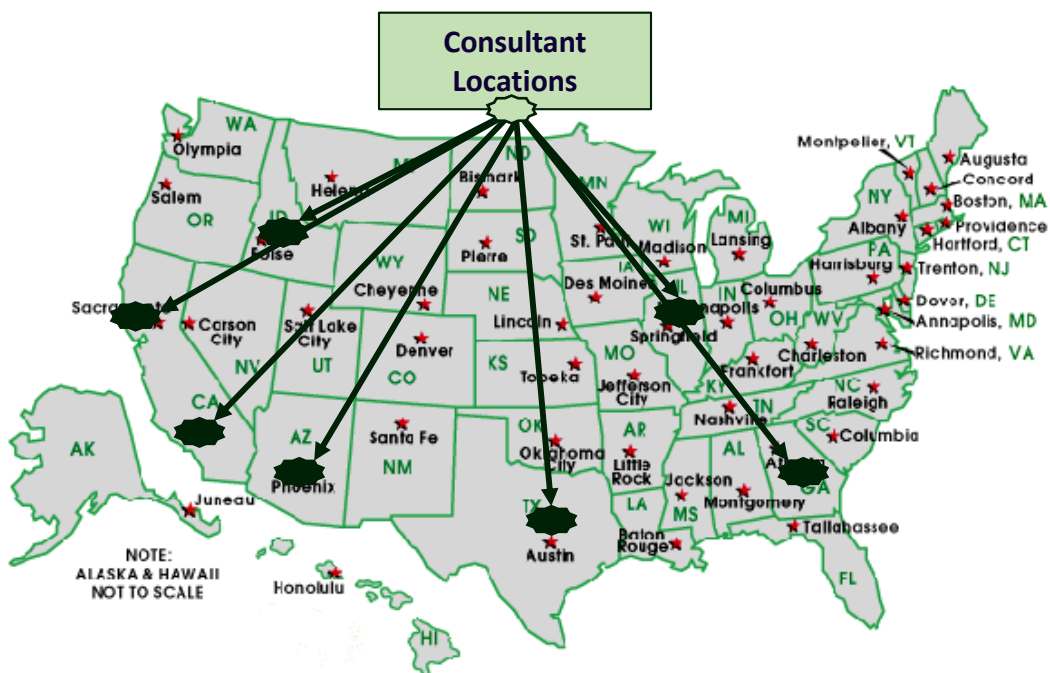 Consultant
Locations
WA
Olympia
Salem
OR
Helena
ND
Bismark
MN
St. Paul
WI
Madison
MI
Lansing
Montpelier, VT
Augusta
Concord
NY
Boston, MA
Albany
Providence
Hartford, CT
PA
Harrisburg
Trenton, NJ
Dover, DE
Annapolis, MD
Richmond, VA
ID
Boise
WY
Cheyenne
SD
Pierre
NE
Lincoln
IA
Des Moines
IL
Springfield
IN
Columbus
OH
WV
Charleston
Carson
City
NV
Salt Lake
City
UT
Denver
CO
KS
Topeka
MO
Jefferson
City
Frankfort
KY
NC
Raleigh
TN
Nashville
SC
Columbia
CA
AZ
Phoenix
Santa Fe
NM
OK
Oklahoma
City
AR
Little
Rock
Jackson
MS
AL
Montgomery
GA
TX
Austin
LA
Baton
Rouge
Tallabassee
FL
AK
Juneau
NOTE:
ALASKA & HAWAII
NOT TO SCALE
Honolulu
HI